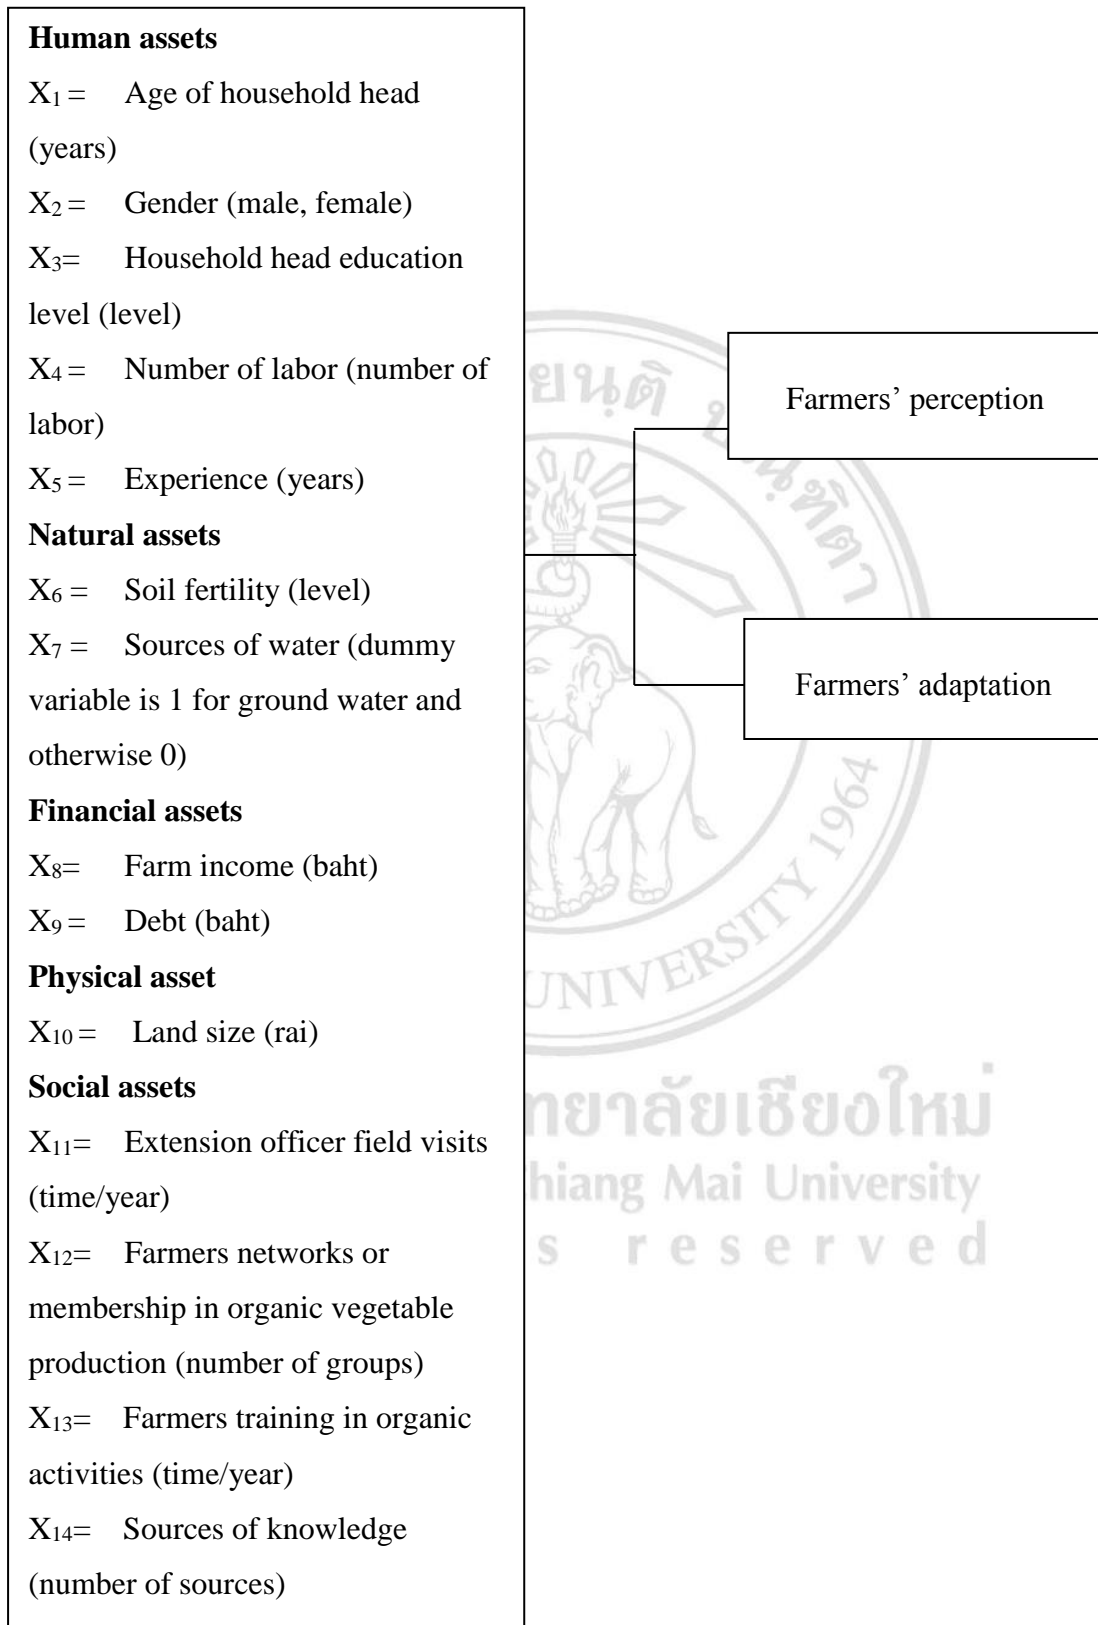 Human assets
X1 = Age of household head
(years)
X2 = Gender (male, female)
X3= Household head education
level (level)
X4 = Number of labor (number of
labor)
X5 = Experience (years)
Natural assets
X6 = Soil fertility (level)
X7 = Sources of water (dummy
variable is 1 for ground water and
otherwise 0)
Financial assets
X8= Farm income (baht)
X9 = Debt (baht)
Physical asset
X10 = Land size (rai)
Social assets
X11= Extension officer field visits
(time/year)
X12= Farmers networks or
membership in organic vegetable
production (number of groups)
X13= Farmers training in organic
activities (time/year)
X14= Sources of knowledge
(number of sources)
Farmers’ perception
Farmers’ adaptation
UNIVERSITY 1964
ทยาลัยเชียงใหม่
hiang Mai University
s reserved